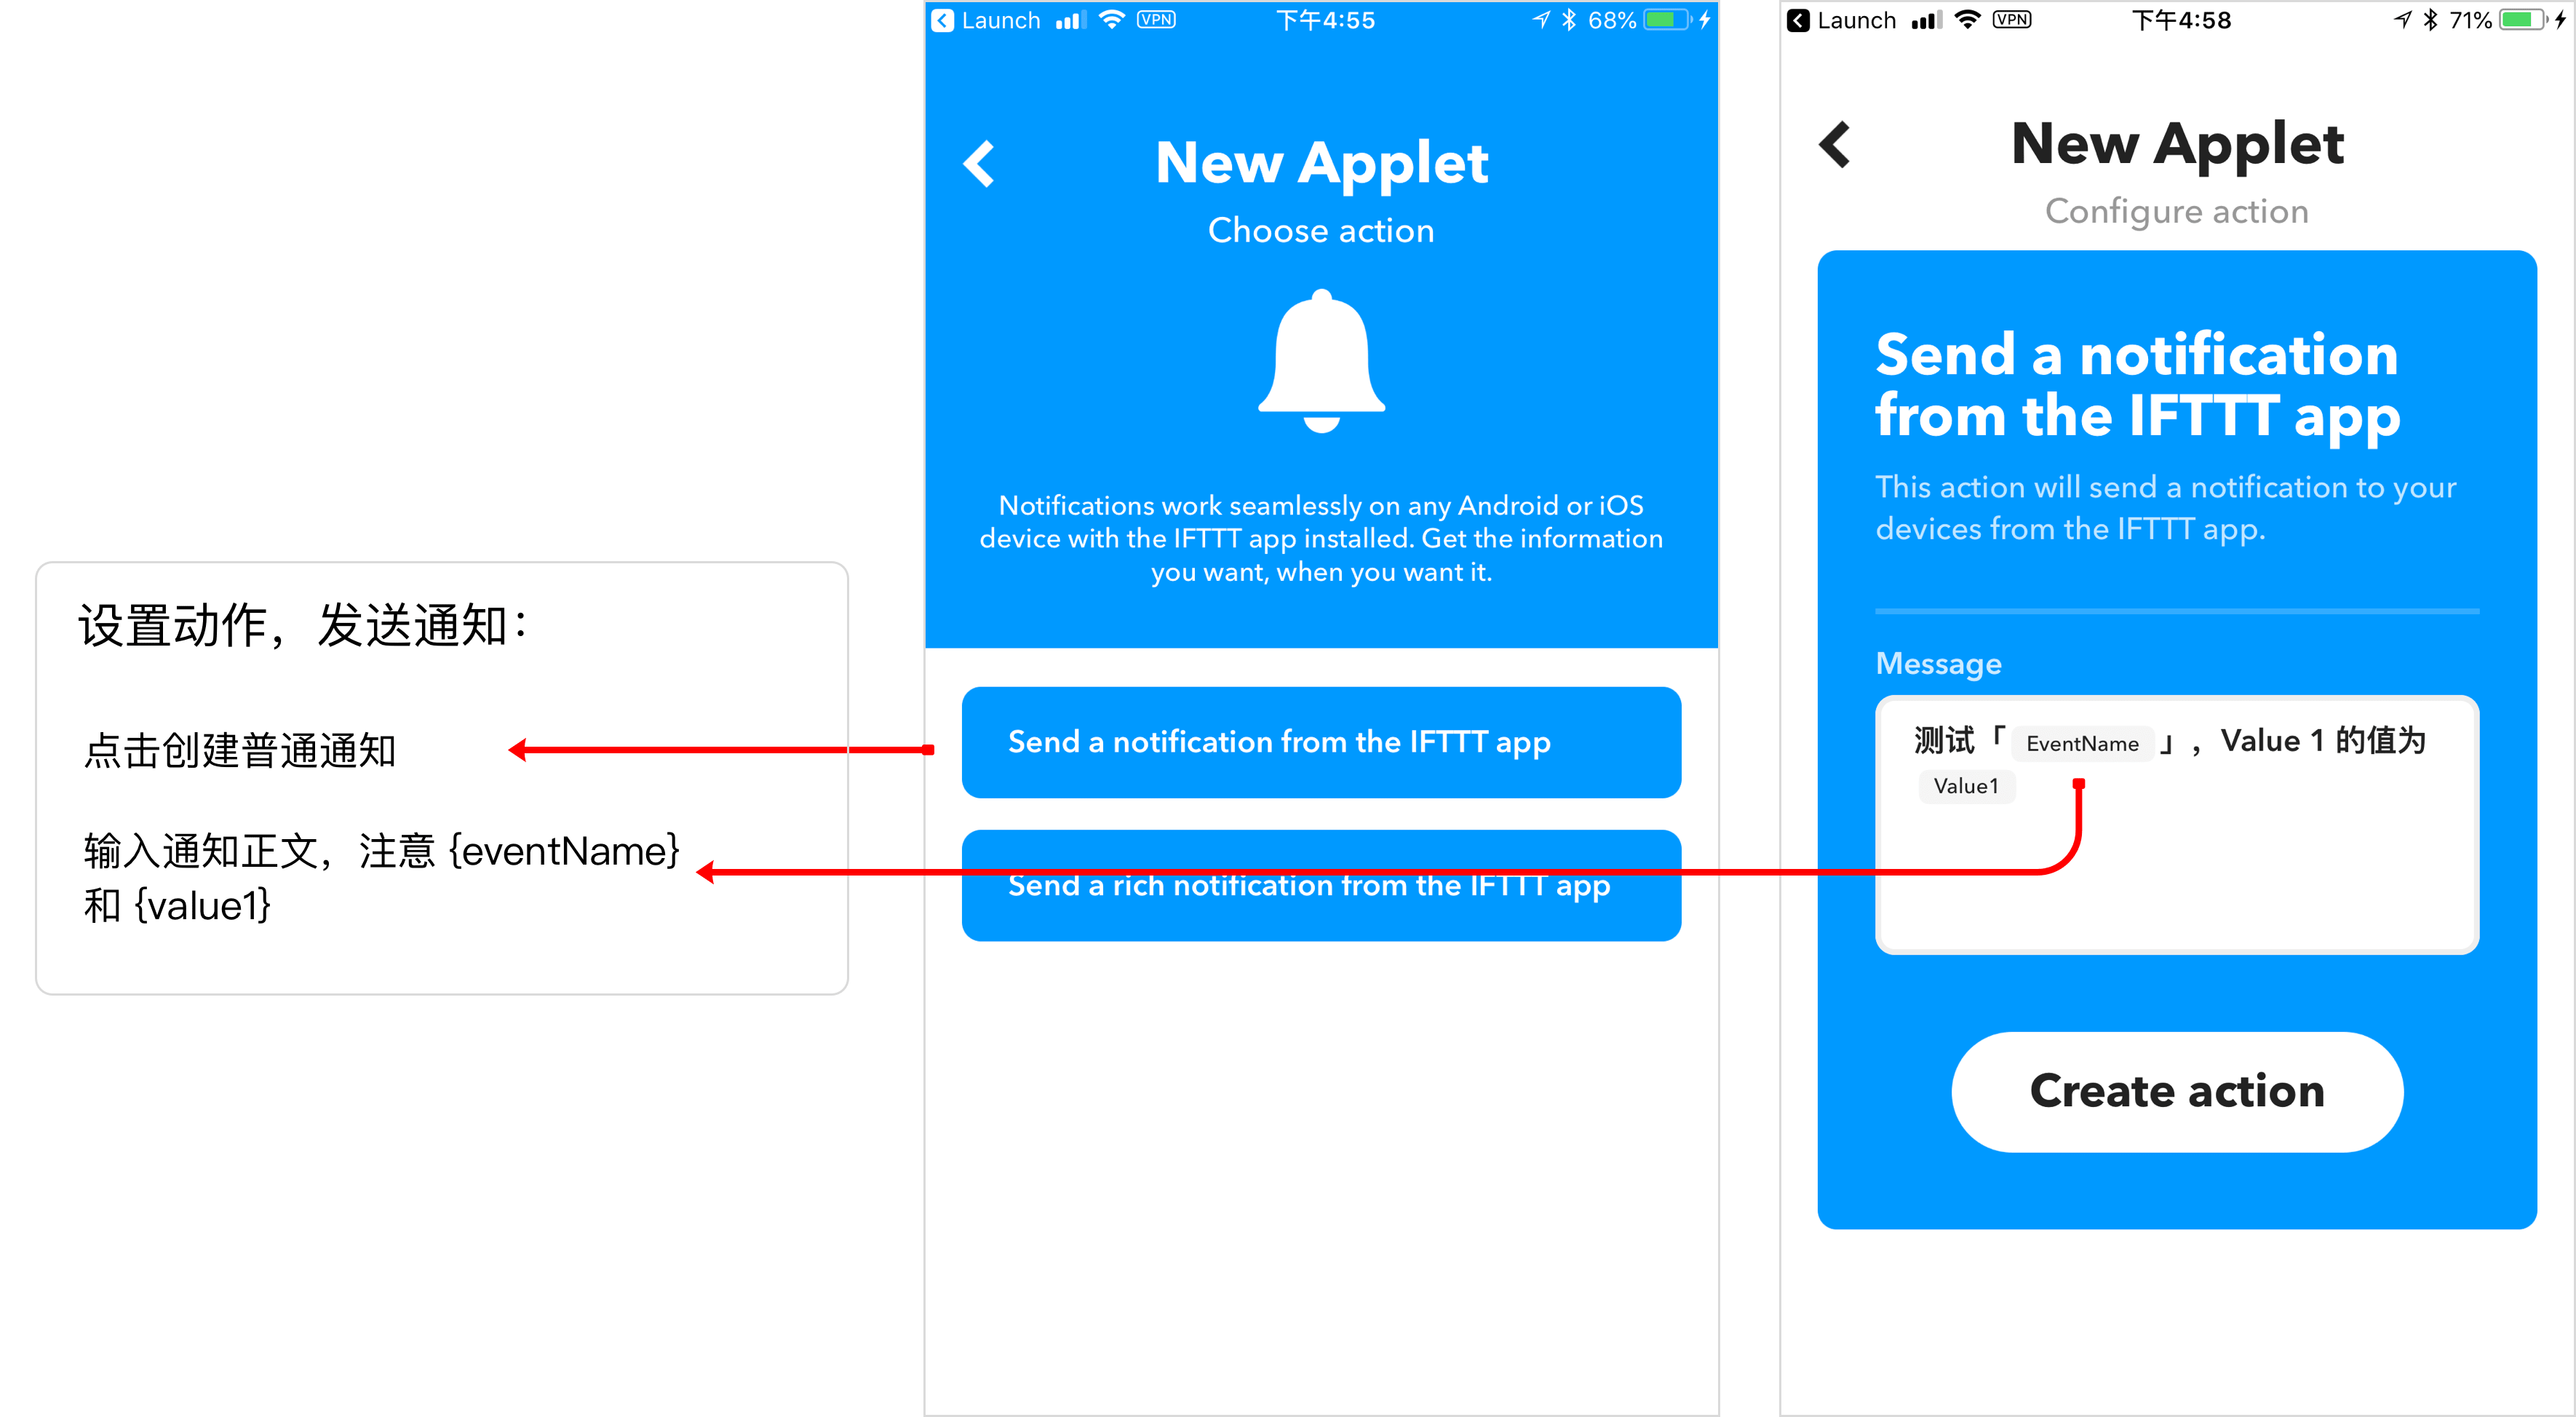 设置动作，发送通知：
点击创建普通通知
输入通知正文，注意 {eventName}
和 {value1}
Launch VPN 下午4:55 68%
New Applet
Choose action
Notifications work seamlessly on any Android or iOS
device with the IFTTT app installed. Get the information
you want, when you want it.
Send a notification from the IFTTT app
Send a rich notification from the IFTTT app
Launch VPN 下午4:58 71%
New Applet
Configure action
Send a notification
from the IFTTT app
This action will send a notification to your
devices from the IFTTT app.
Message
测试「 EventName 」，Value 1 的值为
Value1
Create action